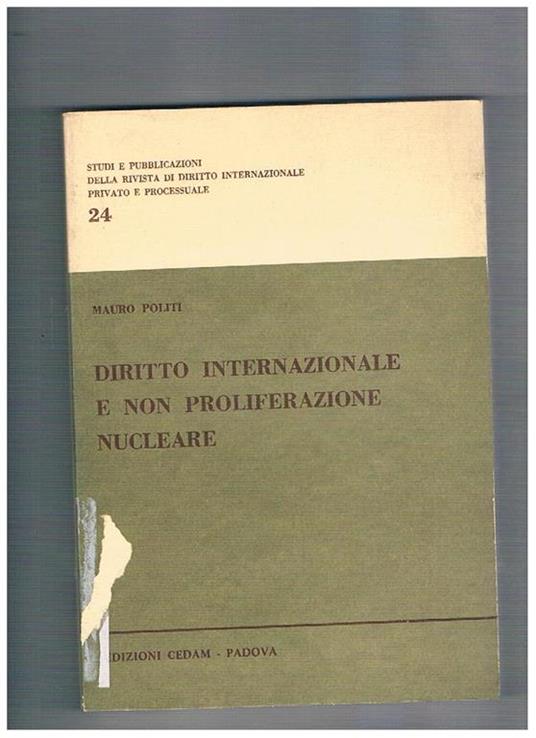 STUDI E PUBBLICAZIONI
DELLA RIVISTA DI DIRITTO INTERNAZIONALE
PRIVATO E PROCESSUALE
24
MAURO POLITI
DIRITTO INTERNAZIONALE
E NON PROLIFERAZIONE
NUCLEARE
EDIZIONI CEDAM - PADOVA